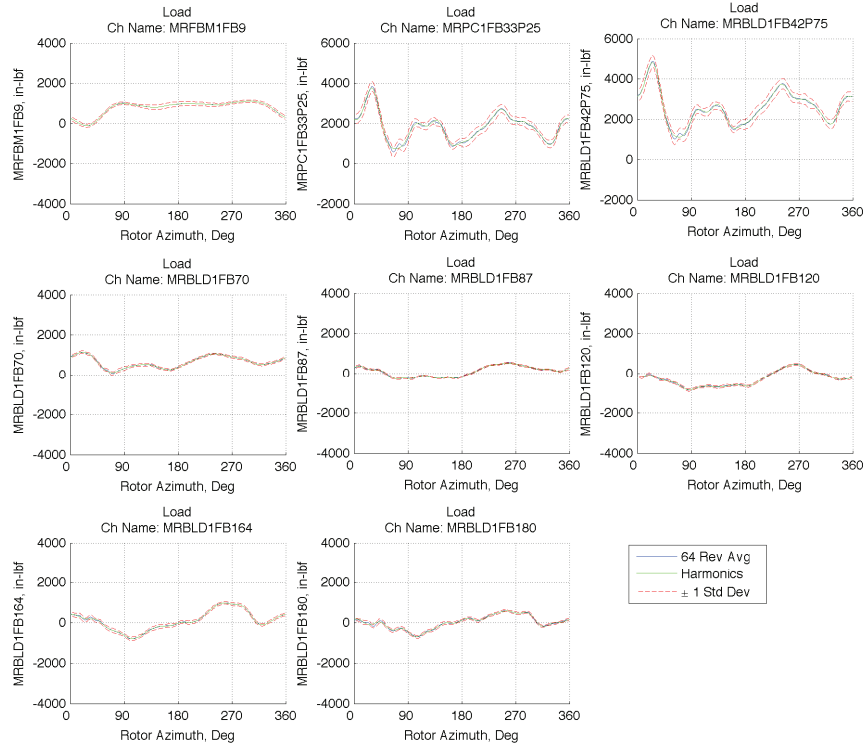 Load
Ch Name: MRFBM1FB9
4000
2000
0
-2000
-4000
MRFBM1FB9, in-lbf
0 90 180 270 360
Rotor Azimuth, Deg
Load
Ch Name: MRPC1FB33P25
6000
4000
2000
0
-2000
MRPC1FB33P25, in-lbf
0 90 180 270 360
Rotor Azimuth, Deg
Load
Ch Name: MRBLD1FB42P75
6000
4000
2000
0
-2000
MRBLD1FB42P75, in-lbf
0 90 180 270 360
Rotor Azimuth, Deg
Load
Ch Name: MRBLD1FB70
4000
2000
0
-2000
-4000
MRBLD1FB70, in-lbf
0 90 180 270 360
Rotor Azimuth, Deg
Load
Ch Name: MRBLD1FB87
4000
2000
0
-2000
-4000
MRBLD1FB87, in-lbf
0 90 180 270 360
Rotor Azimuth, Deg
Load
Ch Name: MRBLD1FB120
4000
2000
0
-2000
-4000
MRBLD1FB120, in-lbf
0 90 180 270 360
Rotor Azimuth, Deg
Load
Ch Name: MRBLD1FB164
4000
2000
0
-2000
-4000
MRBLD1FB164, in-lbf
0 90 180 270 360
Rotor Azimuth, Deg
Load
Ch Name: MRBLD1FB180
4000
2000
0
-2000
-4000
MRBLD1FB180, in-lbf
0 90 180 270 360
Rotor Azimuth, Deg
64 Rev Avg
Harmonics
± 1 Std Dev